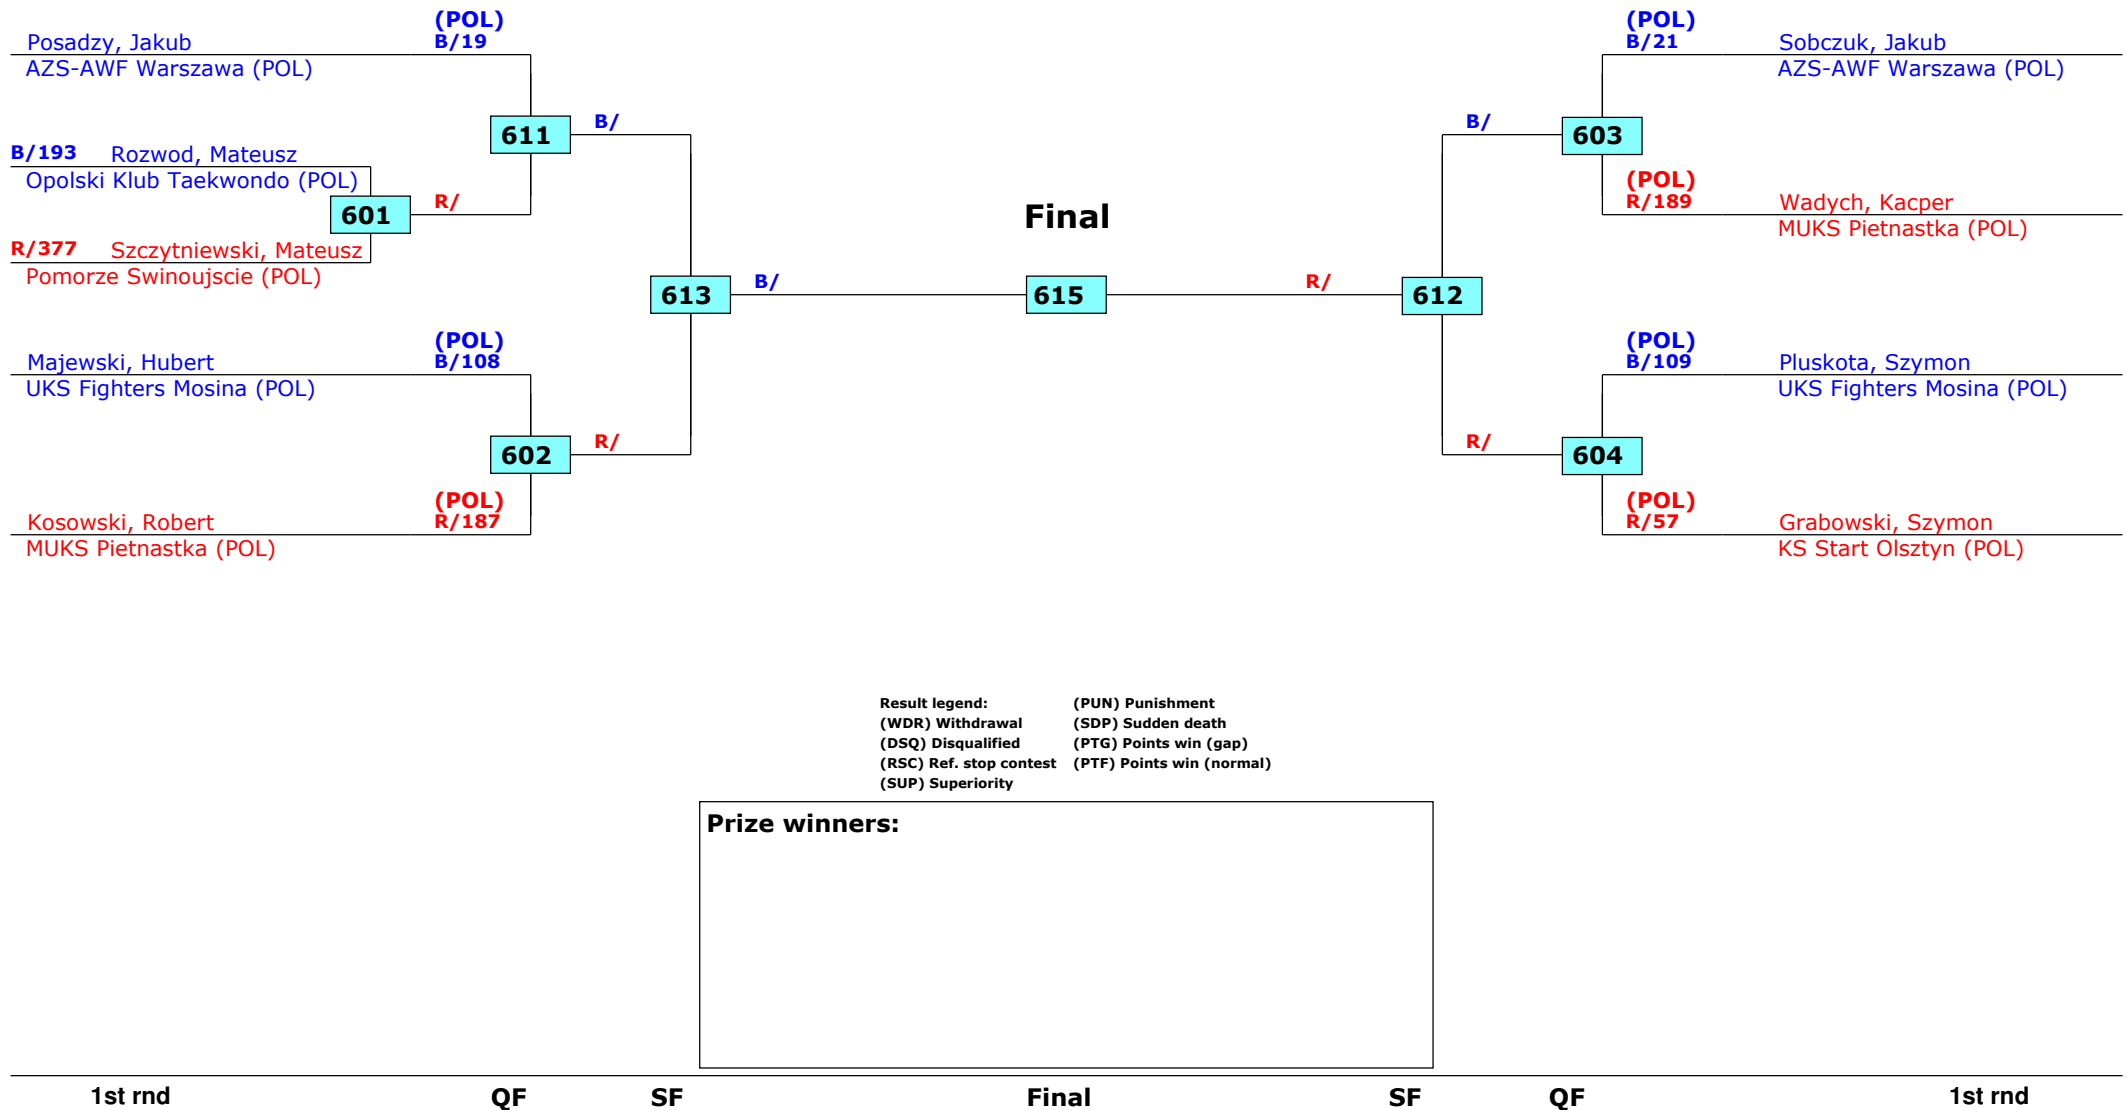 (POL)
B/19
Posadzy, Jakub
AZS-AWF Warszawa (POL)
611
B/
B/193 Rozwod, Mateusz
Opolski Klub Taekwondo (POL)
601
R/
R/377 Szczytniewski, Mateusz
Pomorze Swinoujscie (POL)
613
B/
(POL)
B/108
Majewski, Hubert
UKS Fighters Mosina (POL)
602
R/
(POL)
R/187
Kosowski, Robert
MUKS Pietnastka (POL)
Final
615
(POL)
B/21
Sobczuk, Jakub
AZS-AWF Warszawa (POL)
B/
603
(POL)
R/189
Wadych, Kacper
MUKS Pietnastka (POL)
R/
612
(POL)
B/109
Pluskota, Szymon
UKS Fighters Mosina (POL)
R/
604
(POL)
R/57
Grabowski, Szymon
KS Start Olsztyn (POL)
Result legend: (PUN) Punishment
(WDR) Withdrawal (SDP) Sudden death
(DSQ) Disqualified (PTG) Points win (gap)
(RSC) Ref. stop contest (PTF) Points win (normal)
(SUP) Superiority
Prize winners:
1st rnd QF SF Final SF QF 1st rnd